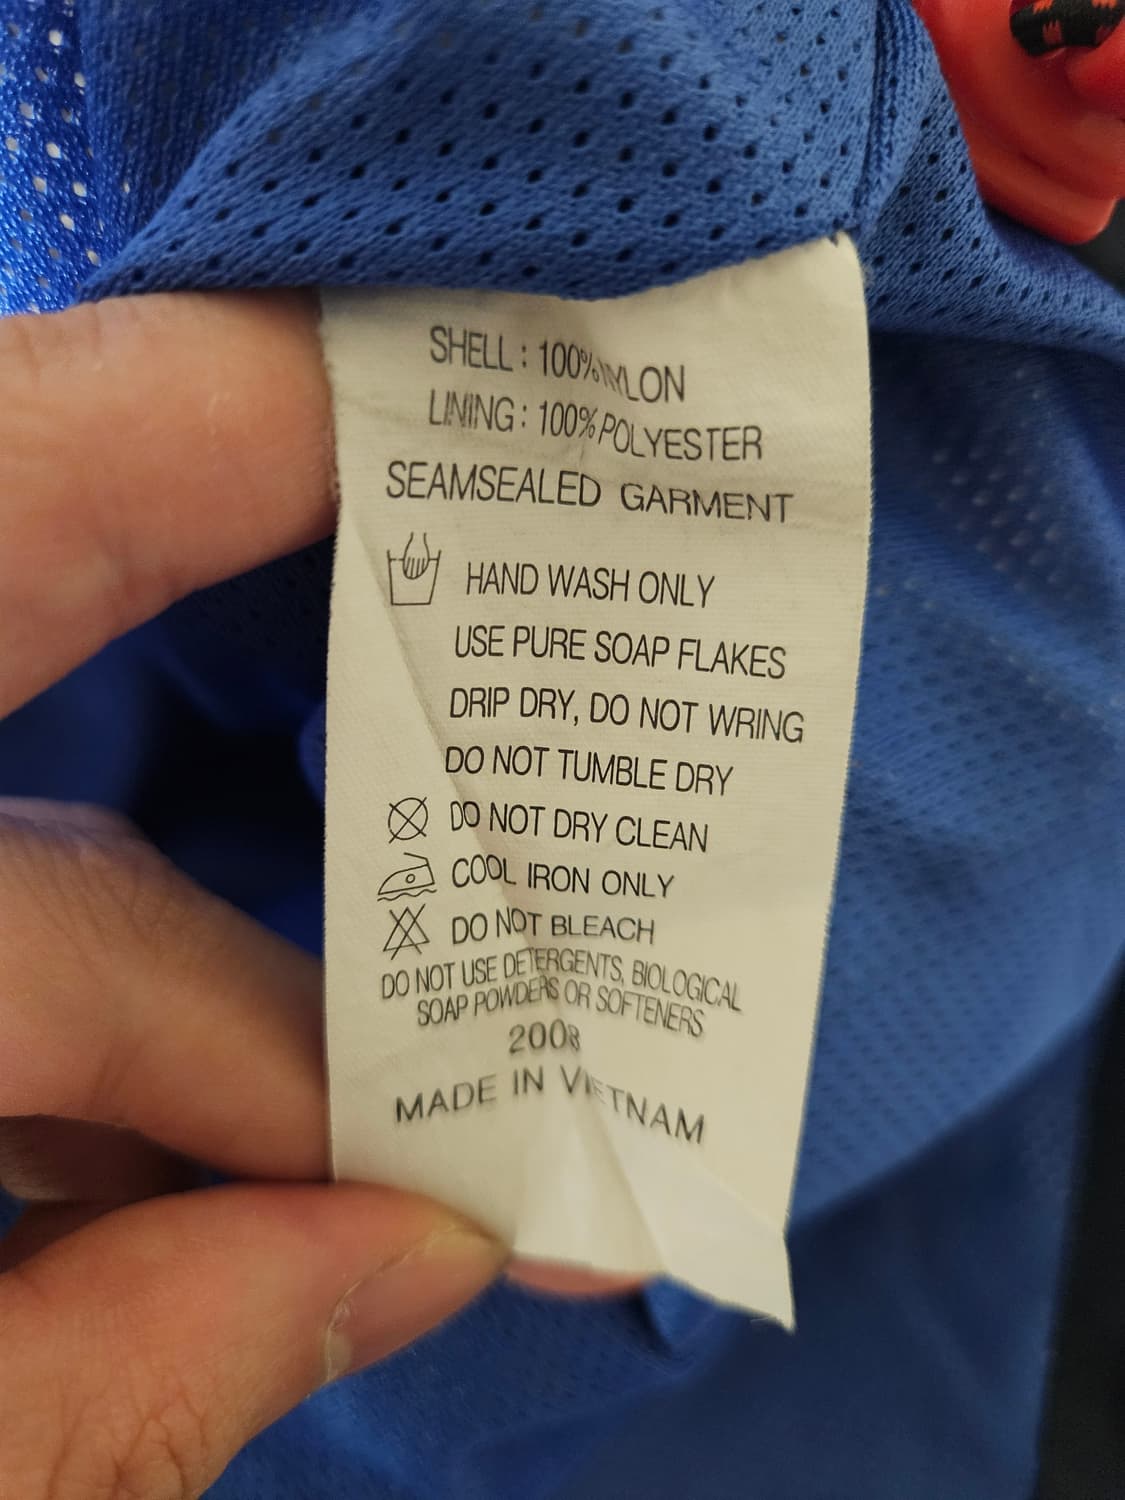 SHELL : 100% NYLON
LINING : 100% POLYESTER
SEAMSEALED GARMENT
HAND WASH ONLY
USE PURE SOAP FLAKES
DRIP DRY, DO NOT WRING
DO NOT TUMBLE DRY
DO NOT DRY CLEAN
COOL IRON ONLY
DO NOT BLEACH
DO NOT USE DETERGENTS, BIOLOGICAL
SOAP POWDERS OR SOFTENERS
2008
MADE IN VIETNAM